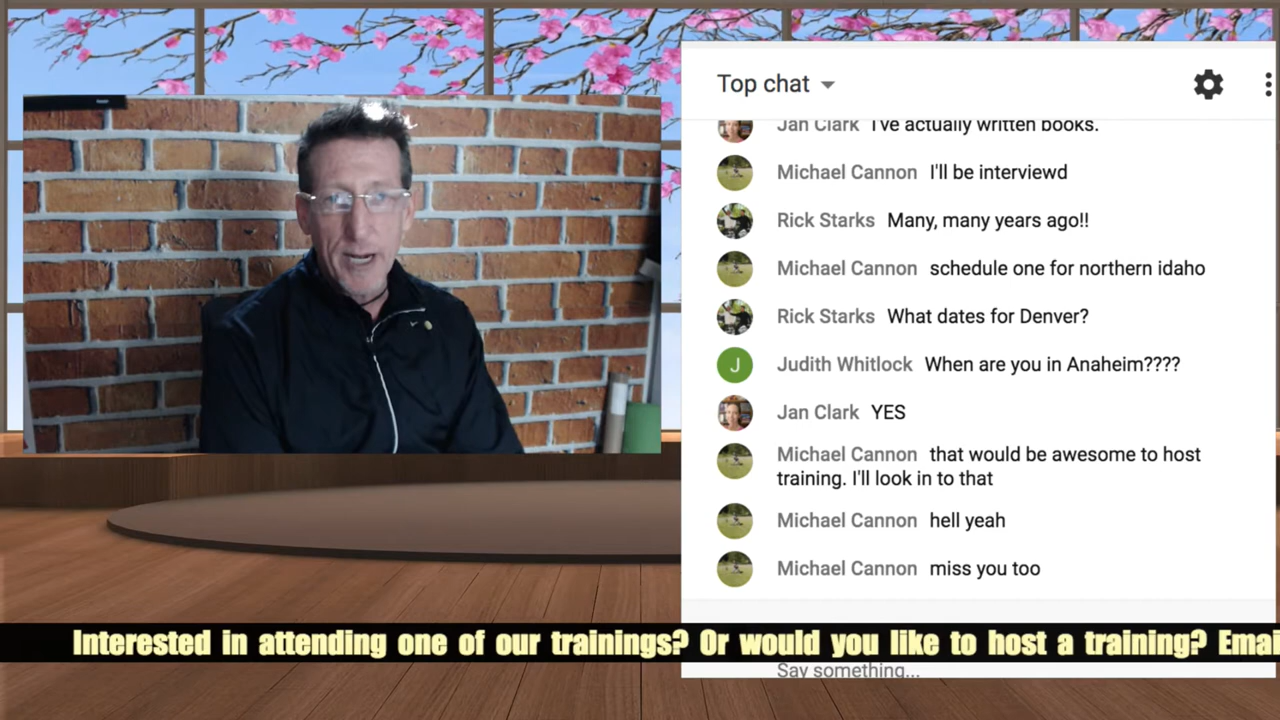 Top chat
Jan Clark I've actually written books.
Michael Cannon I'll be interviewd
Rick Starks Many, many years ago!!
Michael Cannon schedule one for northern idaho
Rick Starks What dates for Denver?
J Judith Whitlock When are you in Anaheim????
Jan Clark YES
Michael Cannon that would be awesome to host
training. I'll look in to that
Michael Cannon hell yeah
Michael Cannon miss you too
Interested in attending one of our trainings? Or would you like to host a training? Emai
Say something...